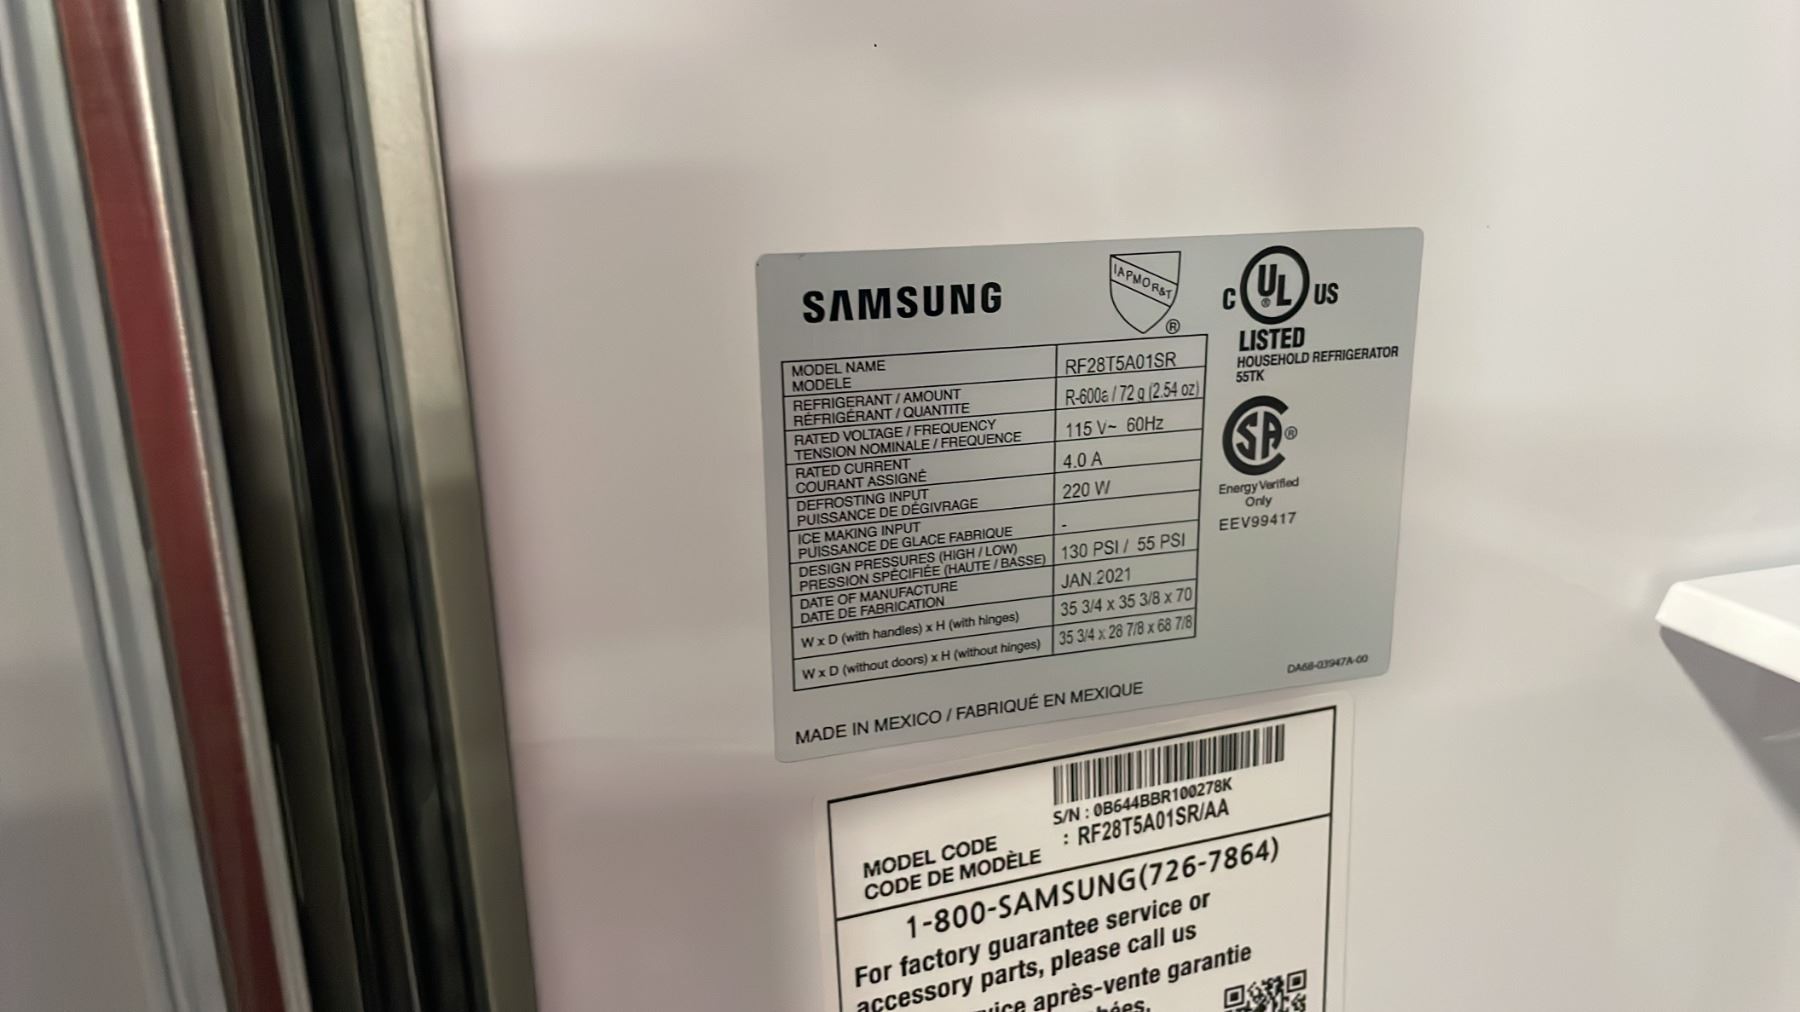 SAMSUNG
IAPMO R&T
®
C UL US
®
LISTED
HOUSEHOLD REFRIGERATOR
55TK
MODEL NAME
MODELE
RF28T5A01SR
REFRIGERANT / AMOUNT
RÉFRIGÉRANT / QUANTITE
R-600a / 72 g (2.54 oz)
RATED VOLTAGE / FREQUENCY
TENSION NOMINALE / FREQUENCE
115 V~ 60Hz
RATED CURRENT
COURANT ASSIGNÉ
4.0 A
DEFROSTING INPUT
PUISSANCE DE DÉGIVRAGE
220 W
ICE MAKING INPUT
PUISSANCE DE GLACE FABRIQUE
-
DESIGN PRESSURES (HIGH / LOW)
PRESSION SPÉCIFIÉE (HAUTE / BASSE)
130 PSI / 55 PSI
DATE OF MANUFACTURE
DATE DE FABRICATION
JAN.2021
W x D (with handles) x H (with hinges)
35 3/4 x 35 3/8 x 70
W x D (without doors) x H (without hinges)
35 3/4 x 28 7/8 x 68 7/8
SA ®
Energy Verified
Only
EEV99417
DA68-03947A-00
MADE IN MEXICO / FABRIQUÉ EN MEXIQUE
S/N : 0B644BBR100278K
MODEL CODE
CODE DE MODÈLE
: RF28T5A01SR/AA
1-800-SAMSUNG(726-7864)
For factory guarantee service or
accessory parts, please call us
après-vente garantie